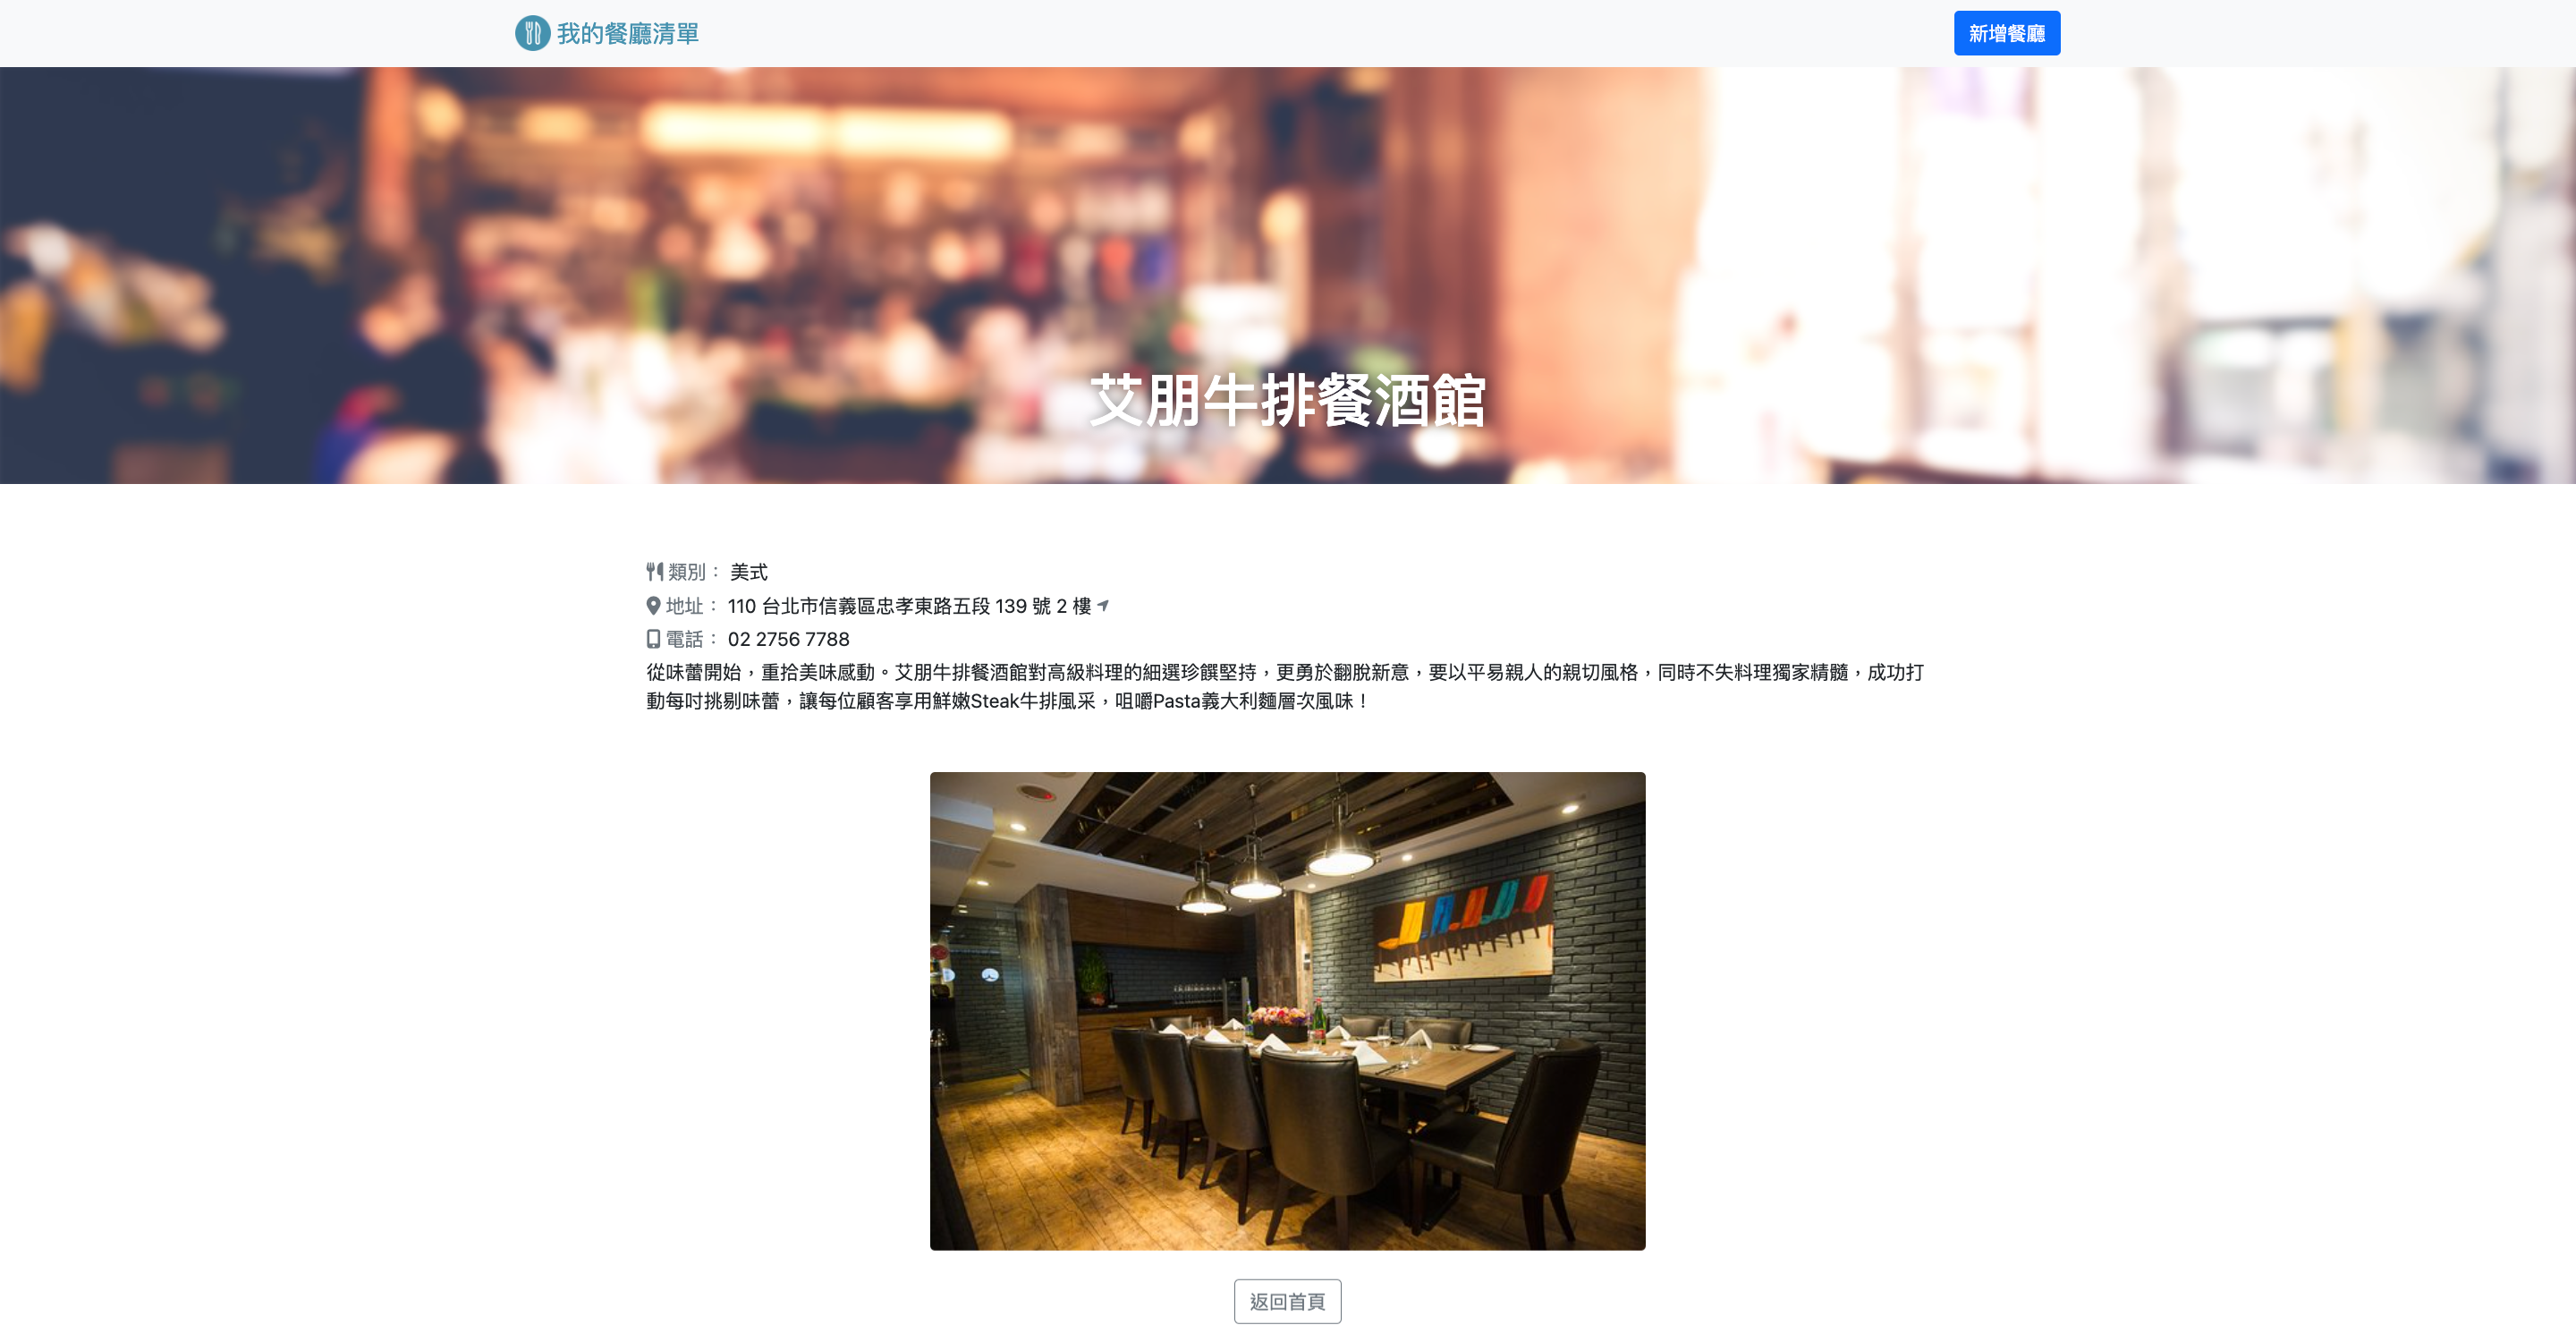 我的餐廳清單
新增餐廳
艾朋牛排餐酒館
類別： 美式
地址： 110 台北市信義區忠孝東路五段 139 號 2 樓
電話： 02 2756 7788
從味蕾開始，重拾美味感動。艾朋牛排餐酒館對高級料理的細選珍饌堅持，更勇於翻脫新意，要以平易親人的親切風格，同時不失料理獨家精髓，成功打
動每吋挑剔味蕾，讓每位顧客享用鮮嫩Steak牛排風采，咀嚼Pasta義大利麵層次風味！
返回首頁